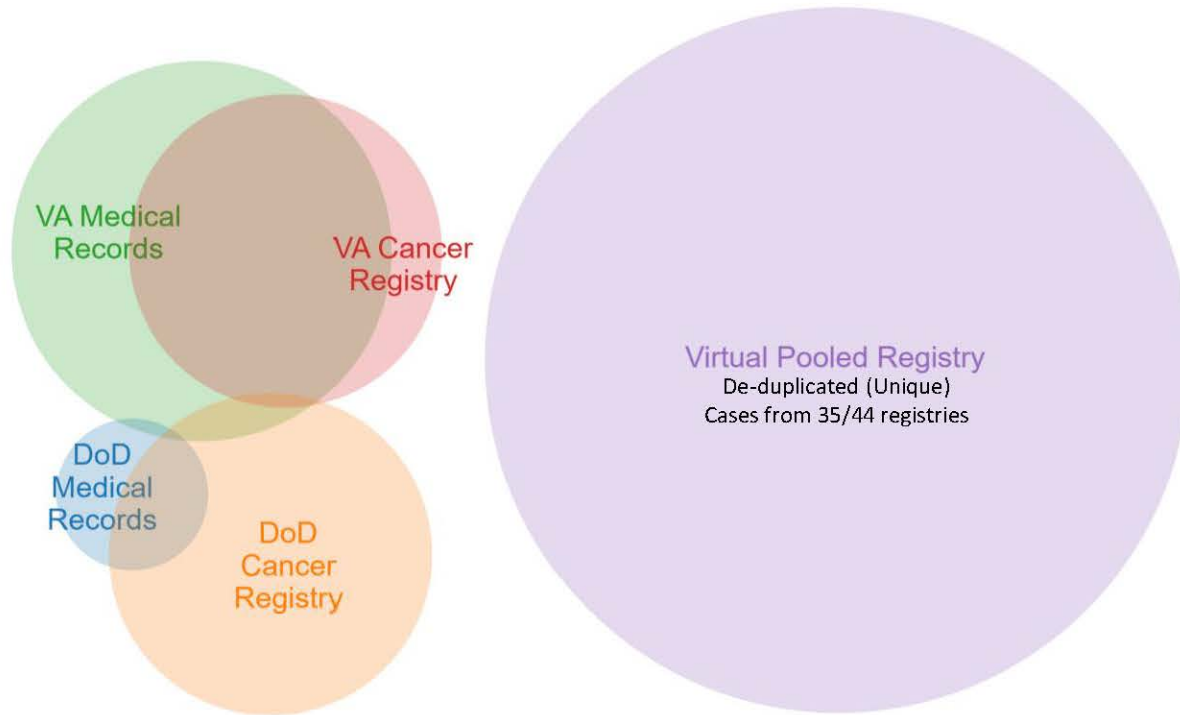 VA Medical
Records
VA Cancer
Registry
DoD
Medical
Records
DoD
Cancer
Registry
Virtual Pooled Registry
De-duplicated (Unique)
Cases from 35/44 registries